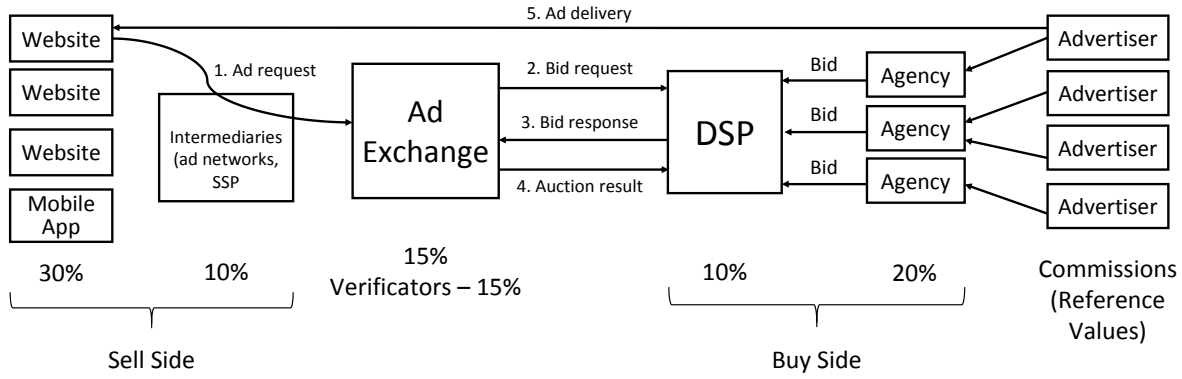 5. Ad delivery
Website
1. Ad request
Website
Website
Mobile
App
Intermediaries
(ad networks,
SSP
Ad
Exchange
2. Bid request
3. Bid response
4. Auction result
DSP
Bid
Bid
Bid
Agency
Agency
Agency
Advertiser
Advertiser
Advertiser
Advertiser
30%
10%
15%
Verificators – 15%
10%
20%
Commissions
(Reference
Values)
Sell Side
Buy Side